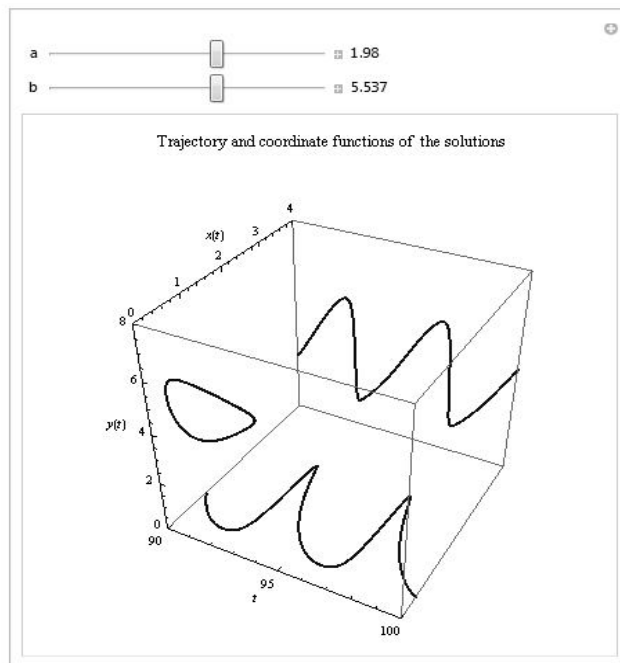 a 1.98
b 5.537
Trajectory and coordinate functions of the solutions
4
3
x(t)
2
1
0
8
6
y(t)
4
2
0
90
95
t
100